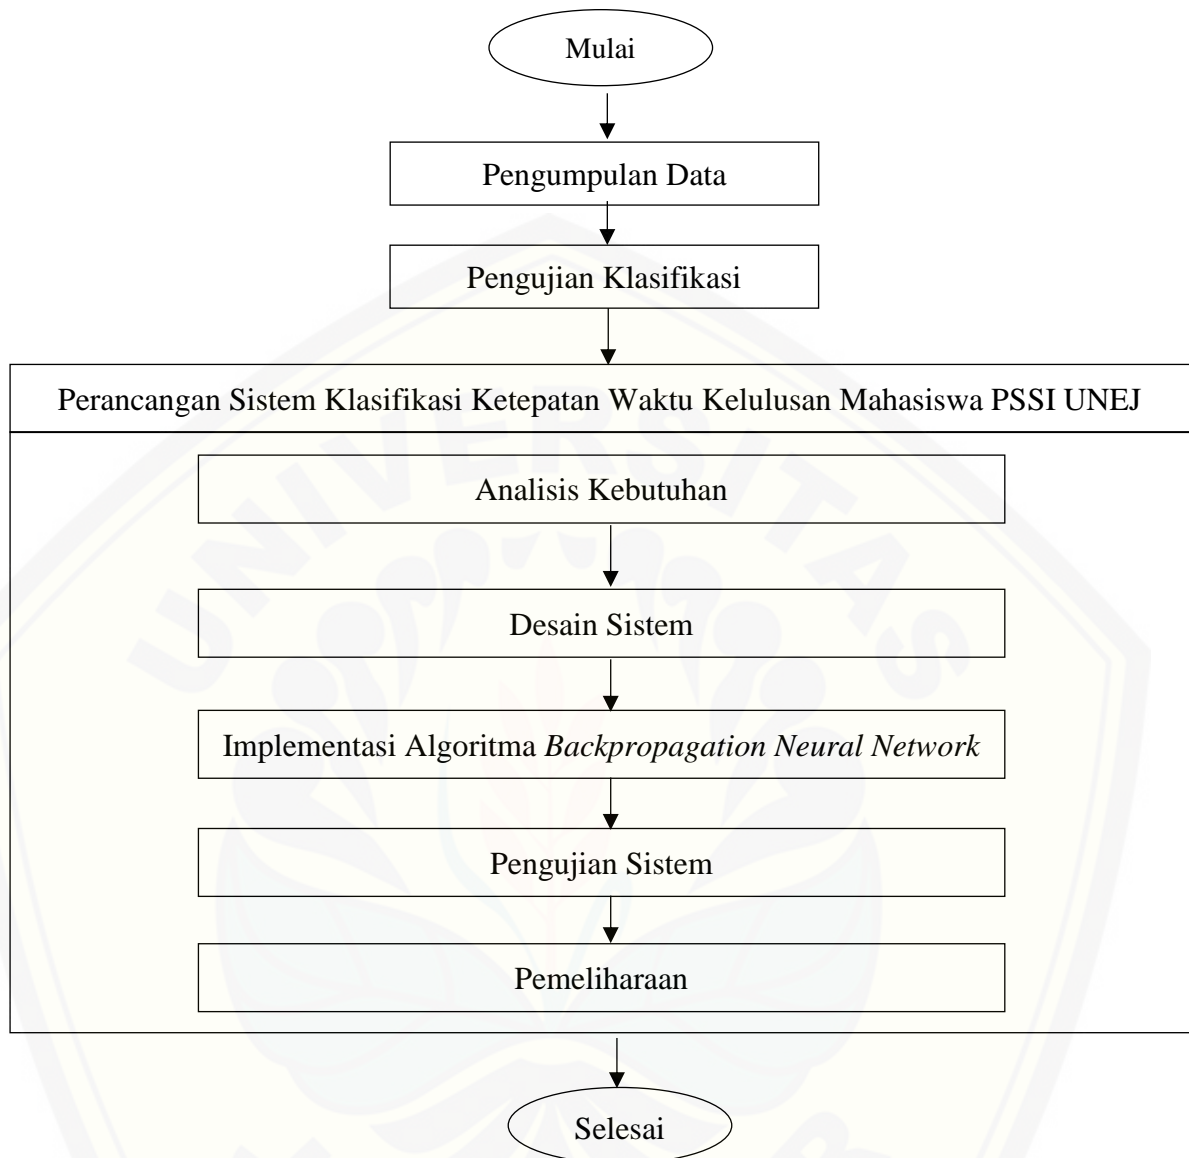 Mulai
Pengumpulan Data
Pengujian Klasifikasi
Perancangan Sistem Klasifikasi Ketepatan Waktu Kelulusan Mahasiswa PSSI UNEJ
Analisis Kebutuhan
Desain Sistem
Implementasi Algoritma Backpropagation Neural Network
Pengujian Sistem
Pemeliharaan
Selesai
UNIVERSITAS